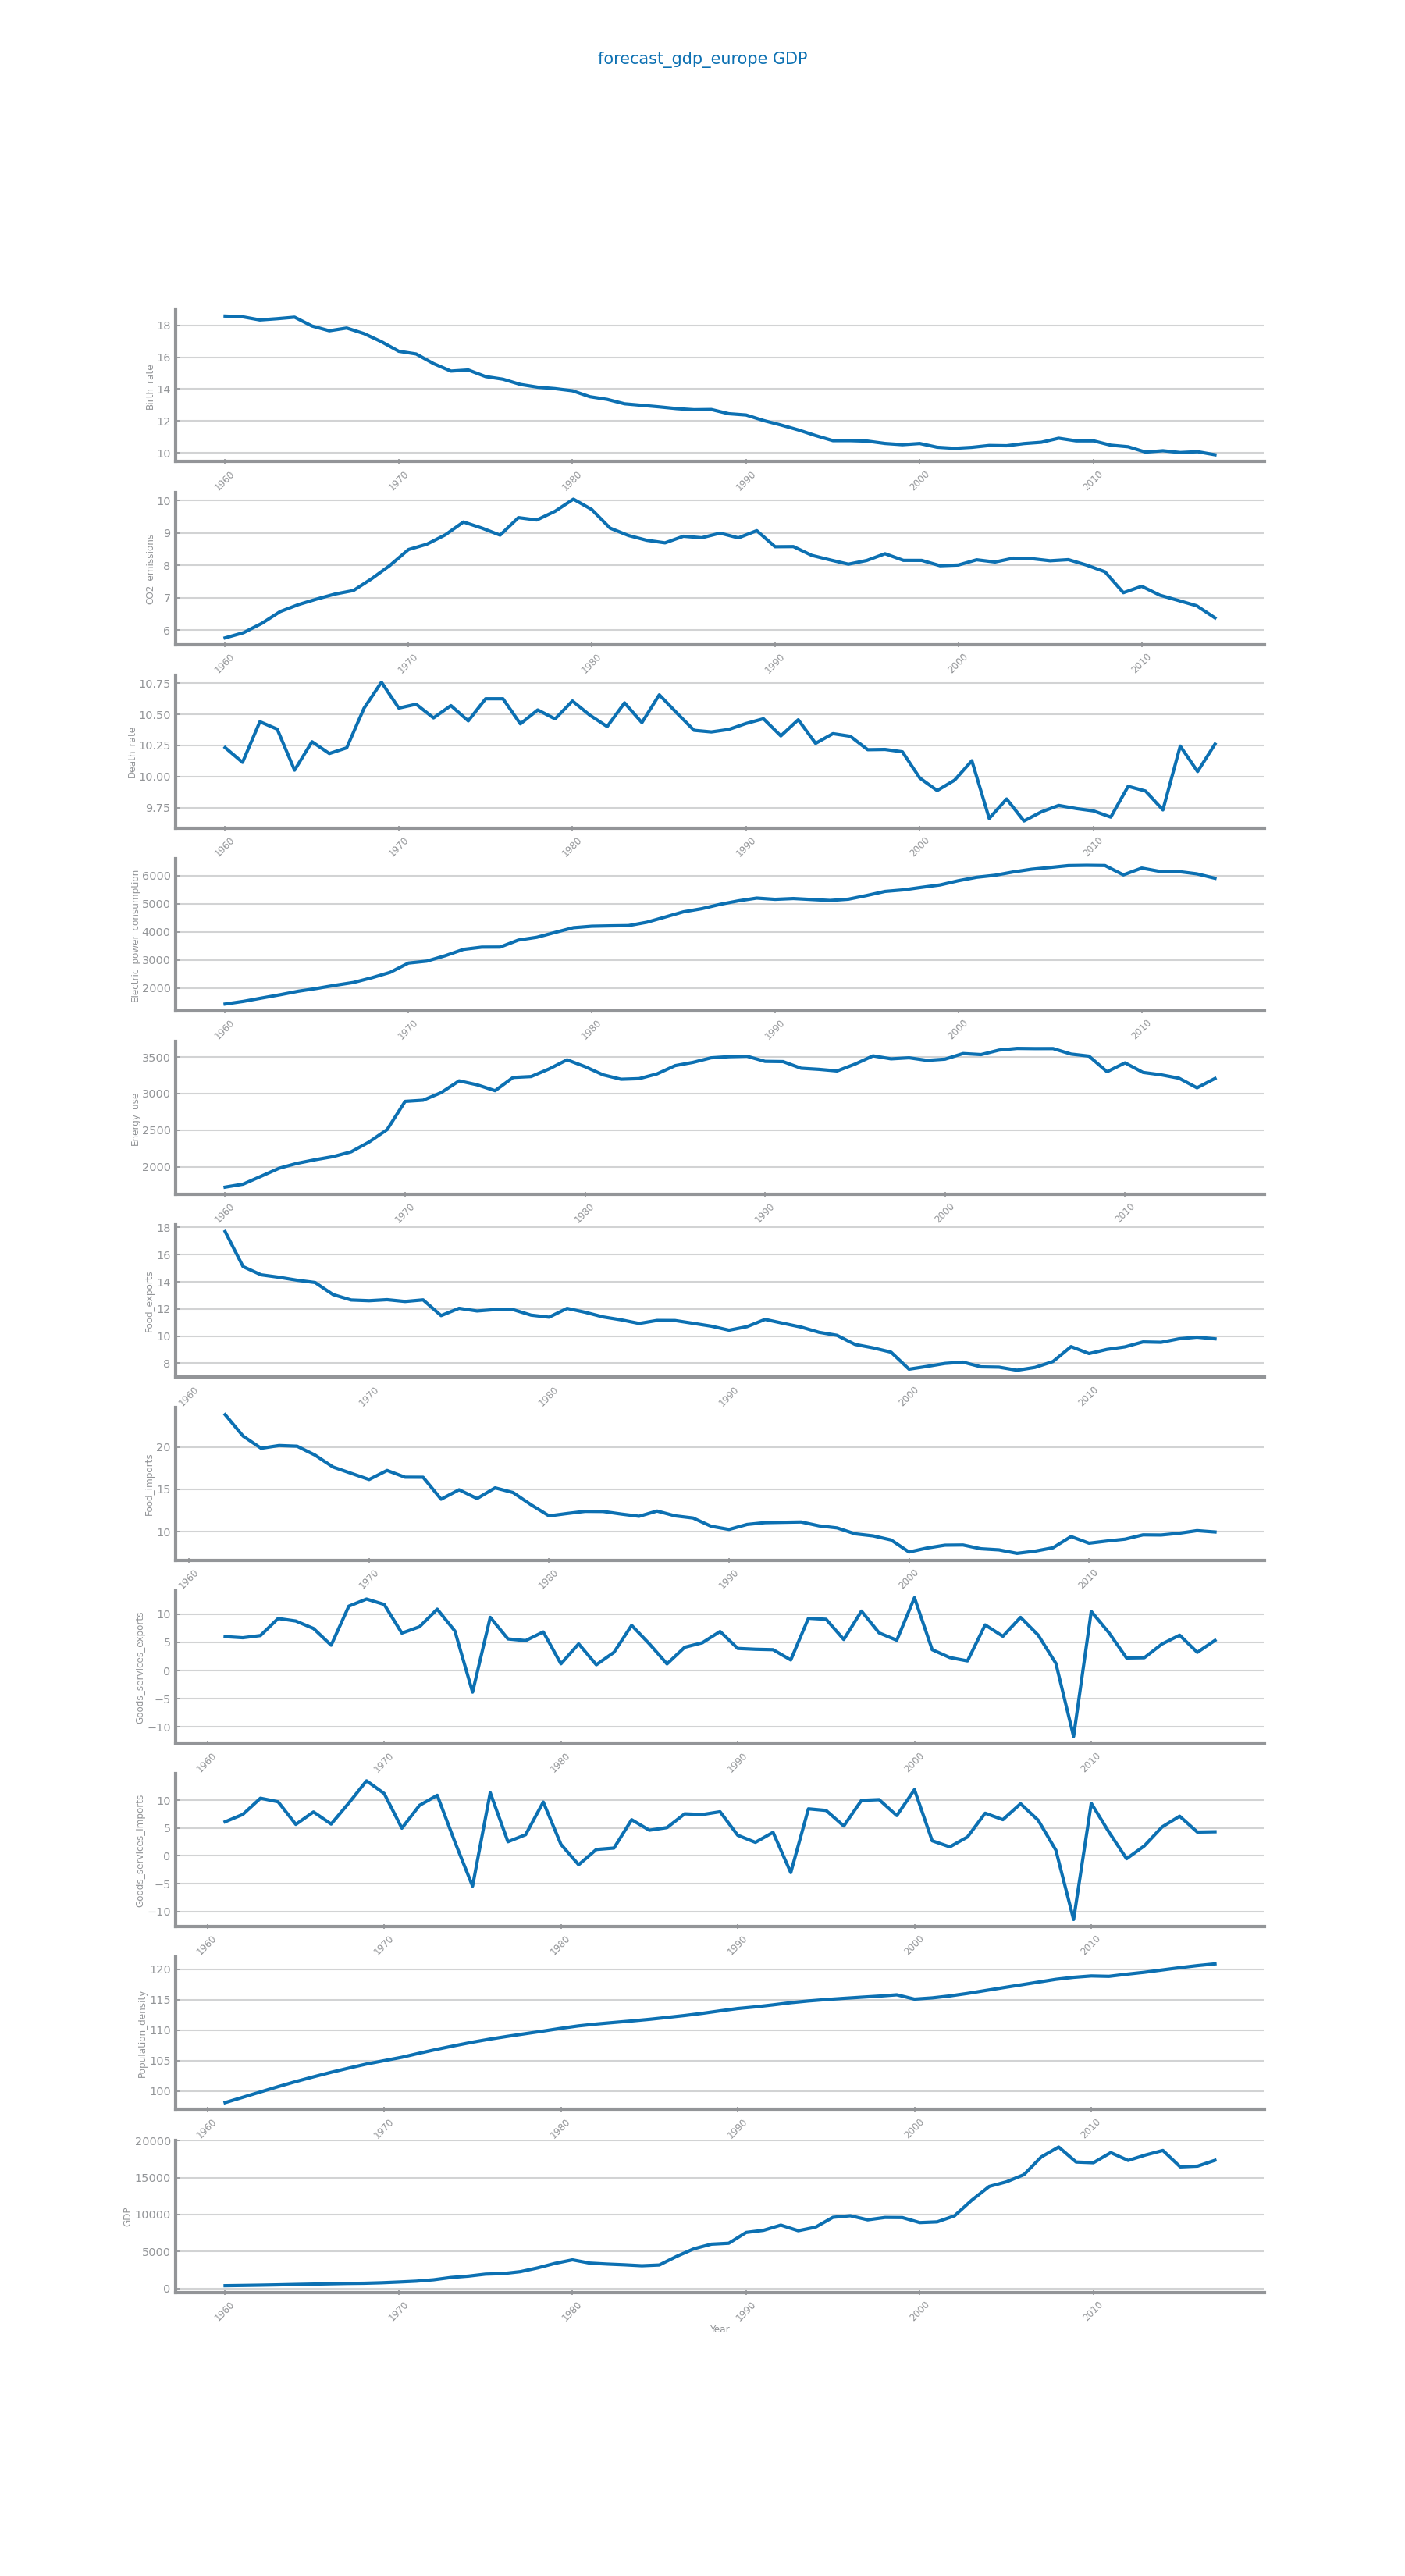 forecast_gdp_europe GDP
Birth_rate
18
16
14
12
10
1960 1970 1980 1990 2000 2010
CO2_emissions
10
9
8
7
6
1960 1970 1980 1990 2000 2010
Death_rate
10.75
10.50
10.25
10.00
9.75
1960 1970 1980 1990 2000 2010
Electric_power_consumption
6000
5000
4000
3000
2000
1960 1970 1980 1990 2000 2010
Energy_use
3500
3000
2500
2000
1960 1970 1980 1990 2000 2010
Food_exports
18
16
14
12
10
8
1960 1970 1980 1990 2000 2010
Food_imports
20
15
10
1960 1970 1980 1990 2000 2010
Goods_services_exports
10
5
0
−5
−10
1960 1970 1980 1990 2000 2010
Goods_services_imports
10
5
0
−5
−10
1960 1970 1980 1990 2000 2010
Population_density
120
115
110
105
100
1960 1970 1980 1990 2000 2010
GDP
20000
15000
10000
5000
0
1960 1970 1980 1990 2000 2010
Year